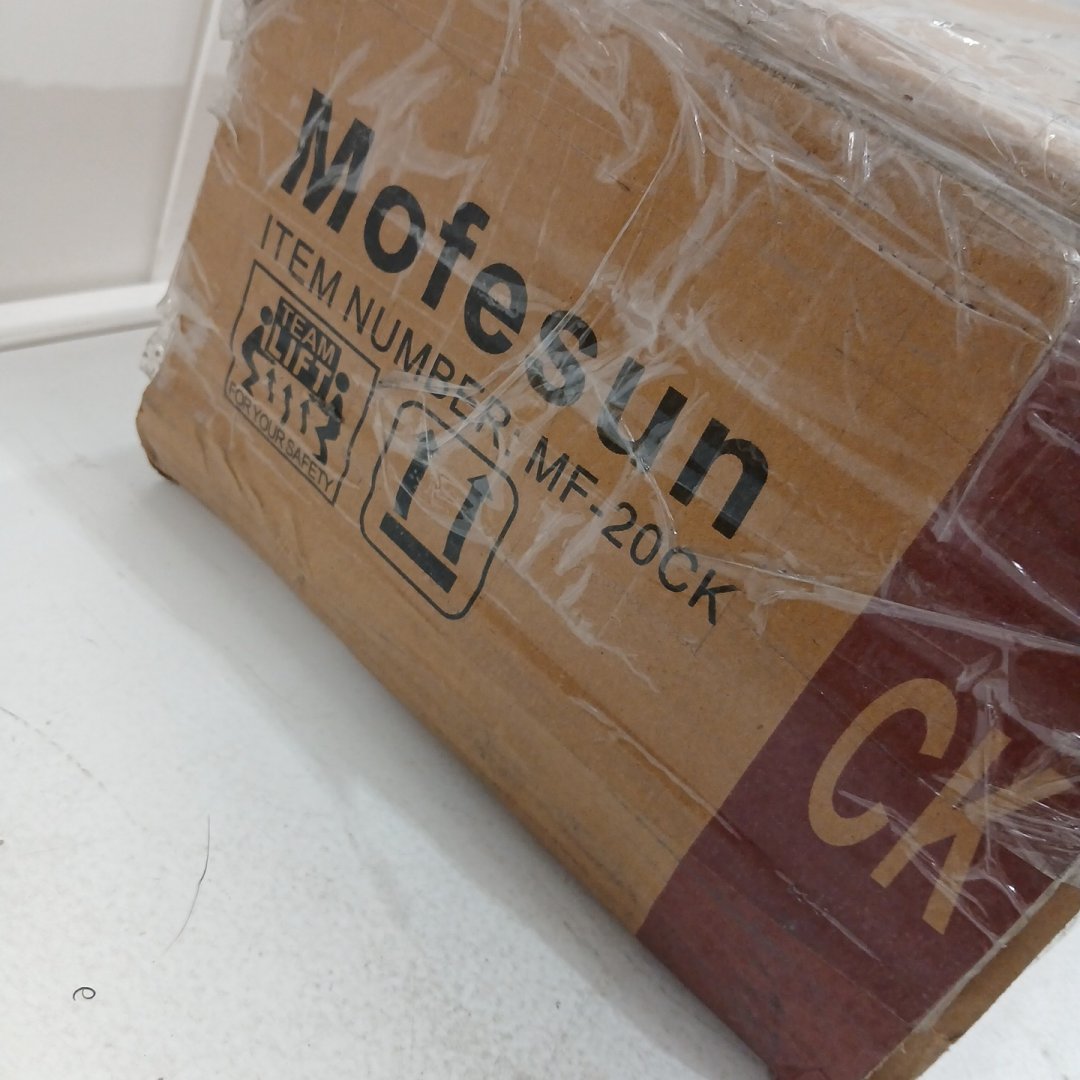 Mofesun
ITEM NUMBER: MF-20CK
TEAM
LIFT
FOR YOUR SAFETY
CK